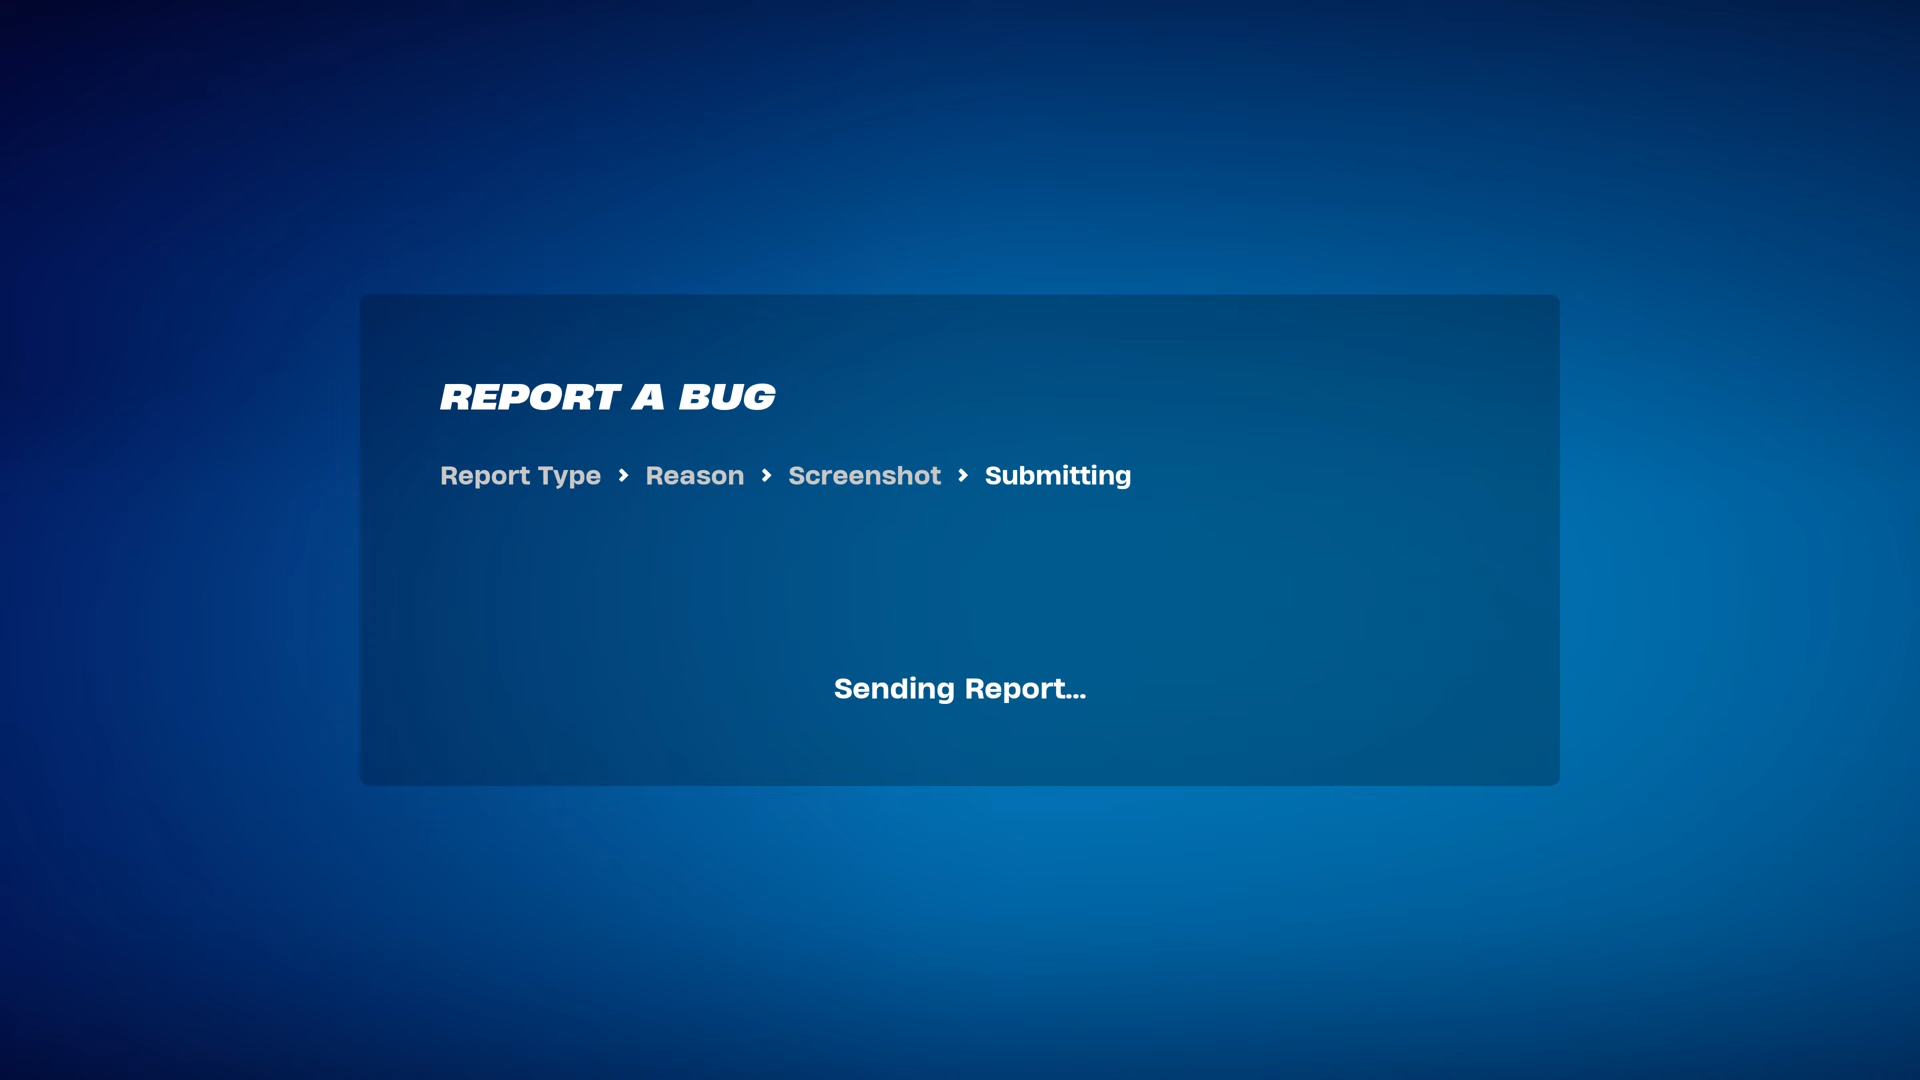 REPORT A BUG
Report Type > Reason > Screenshot > Submitting
Sending Report...